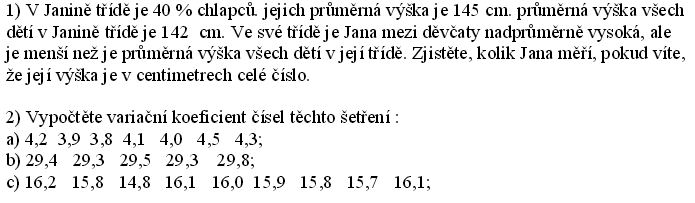 1) V Janině třídě je 40 % chlapců. jejich průměrná výška je 145 cm. průměrná výška všech
dětí v Janině třídě je 142 cm. Ve své třídě je Jana mezi děvčaty nadprůměrně vysoká, ale
je menší než je průměrná výška všech dětí v její třídě. Zjistěte, kolik Jana měří, pokud víte,
že její výška je v centimetrech celé číslo.
2) Vypočtěte variační koeficient čísel těchto šetření :
a) 4,2 3,9 3,8 4,1 4,0 4,5 4,3;
b) 29,4 29,3 29,5 29,3 29,8;
c) 16,2 15,8 14,8 16,1 16,0 15,9 15,8 15,7 16,1;